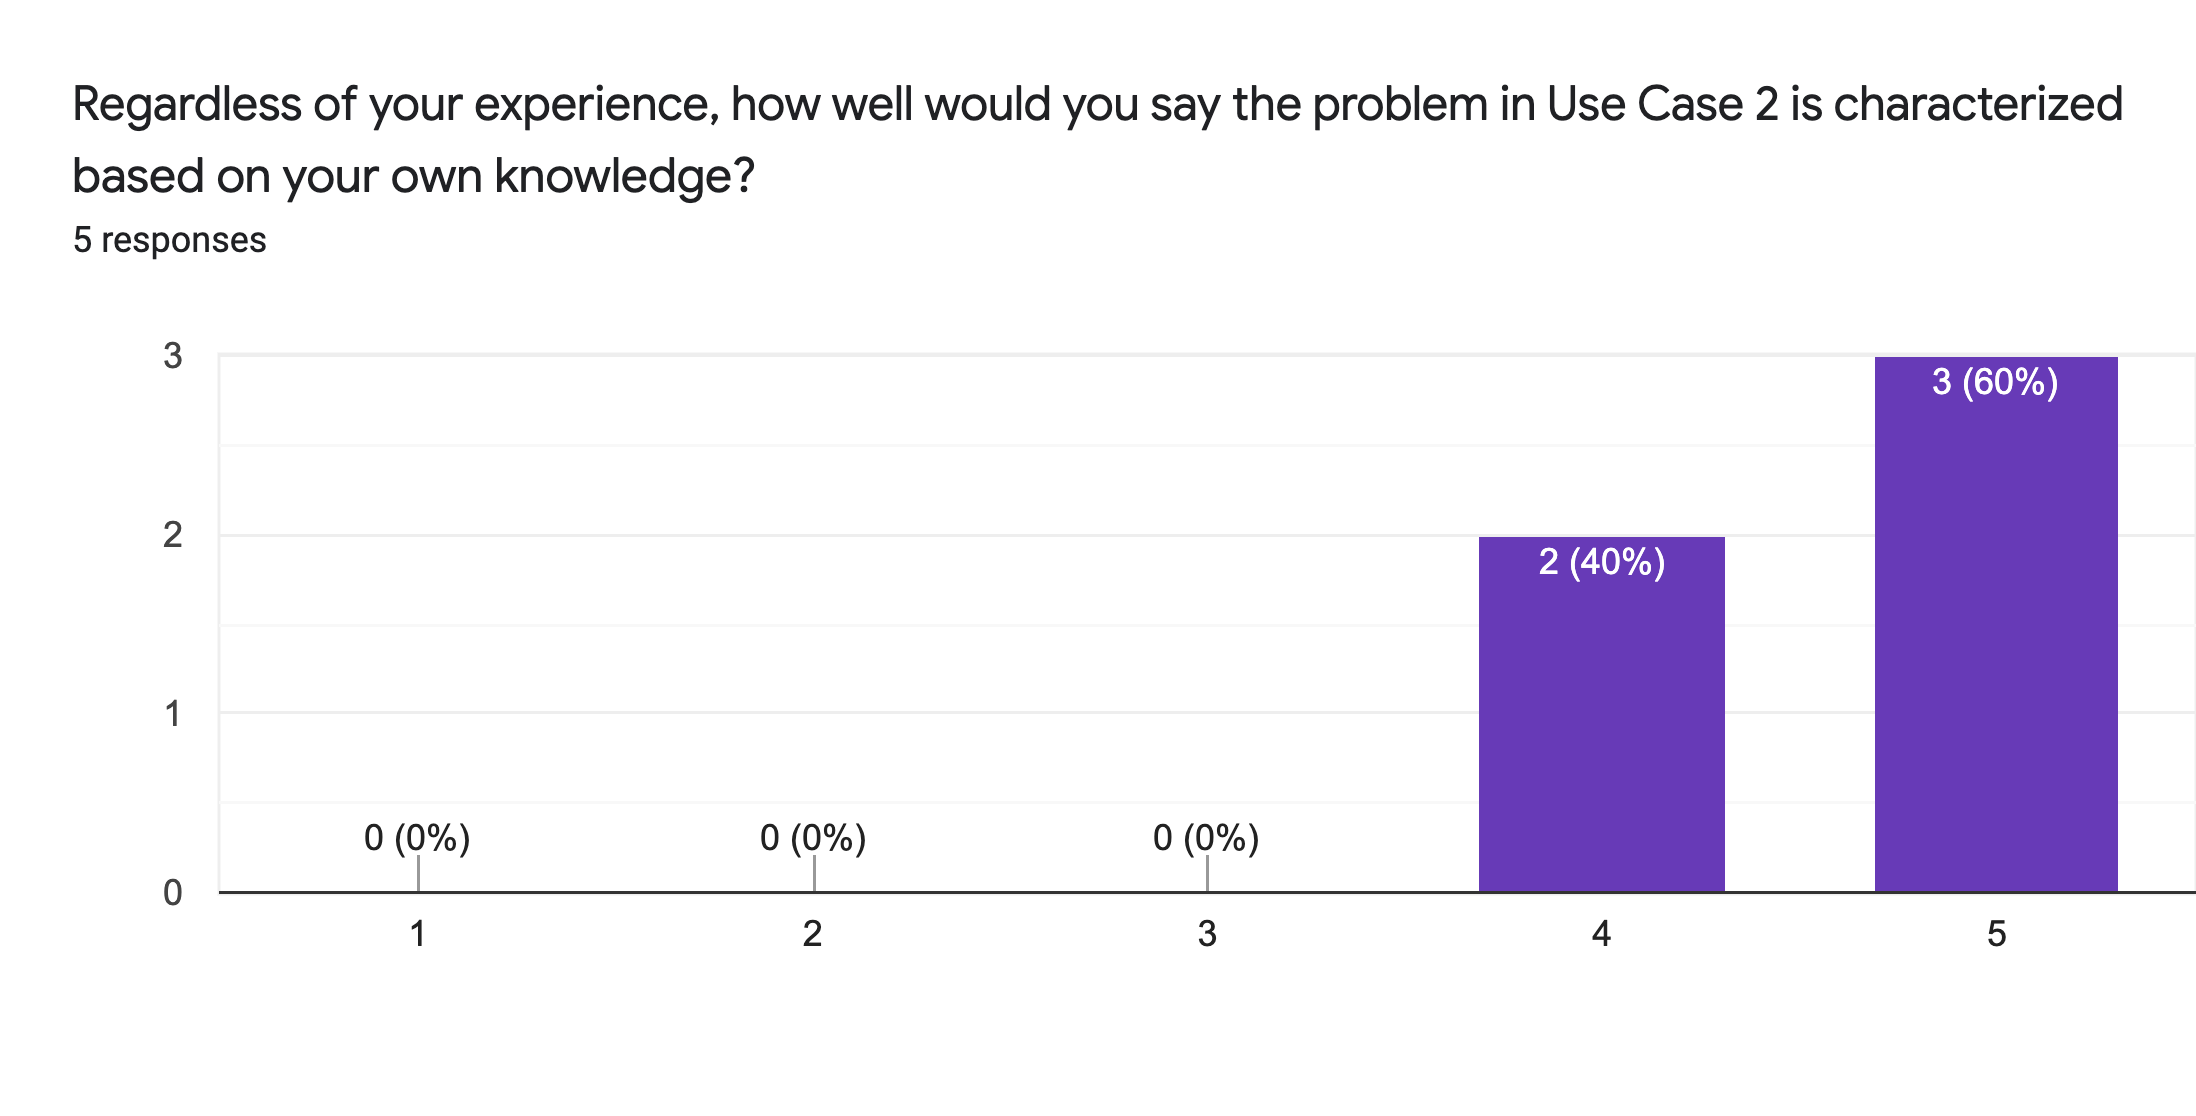 Regardless of your experience, how well would you say the problem in Use Case 2 is characterized
based on your own knowledge?
5 responses
3
3 (60%)
2
2 (40%)
1
0 (0%) 0 (0%) 0 (0%)
0
1 2 3 4 5